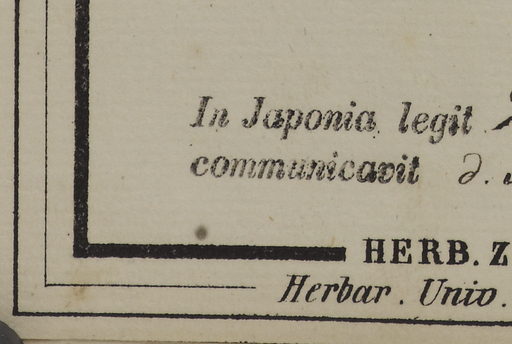 In Japonia legit
communicavit d.
HERB. Z
Herbar. Univ.